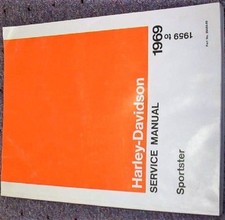 1959 to
1969
Harley-Davidson
SERVICE MANUAL
Sportster